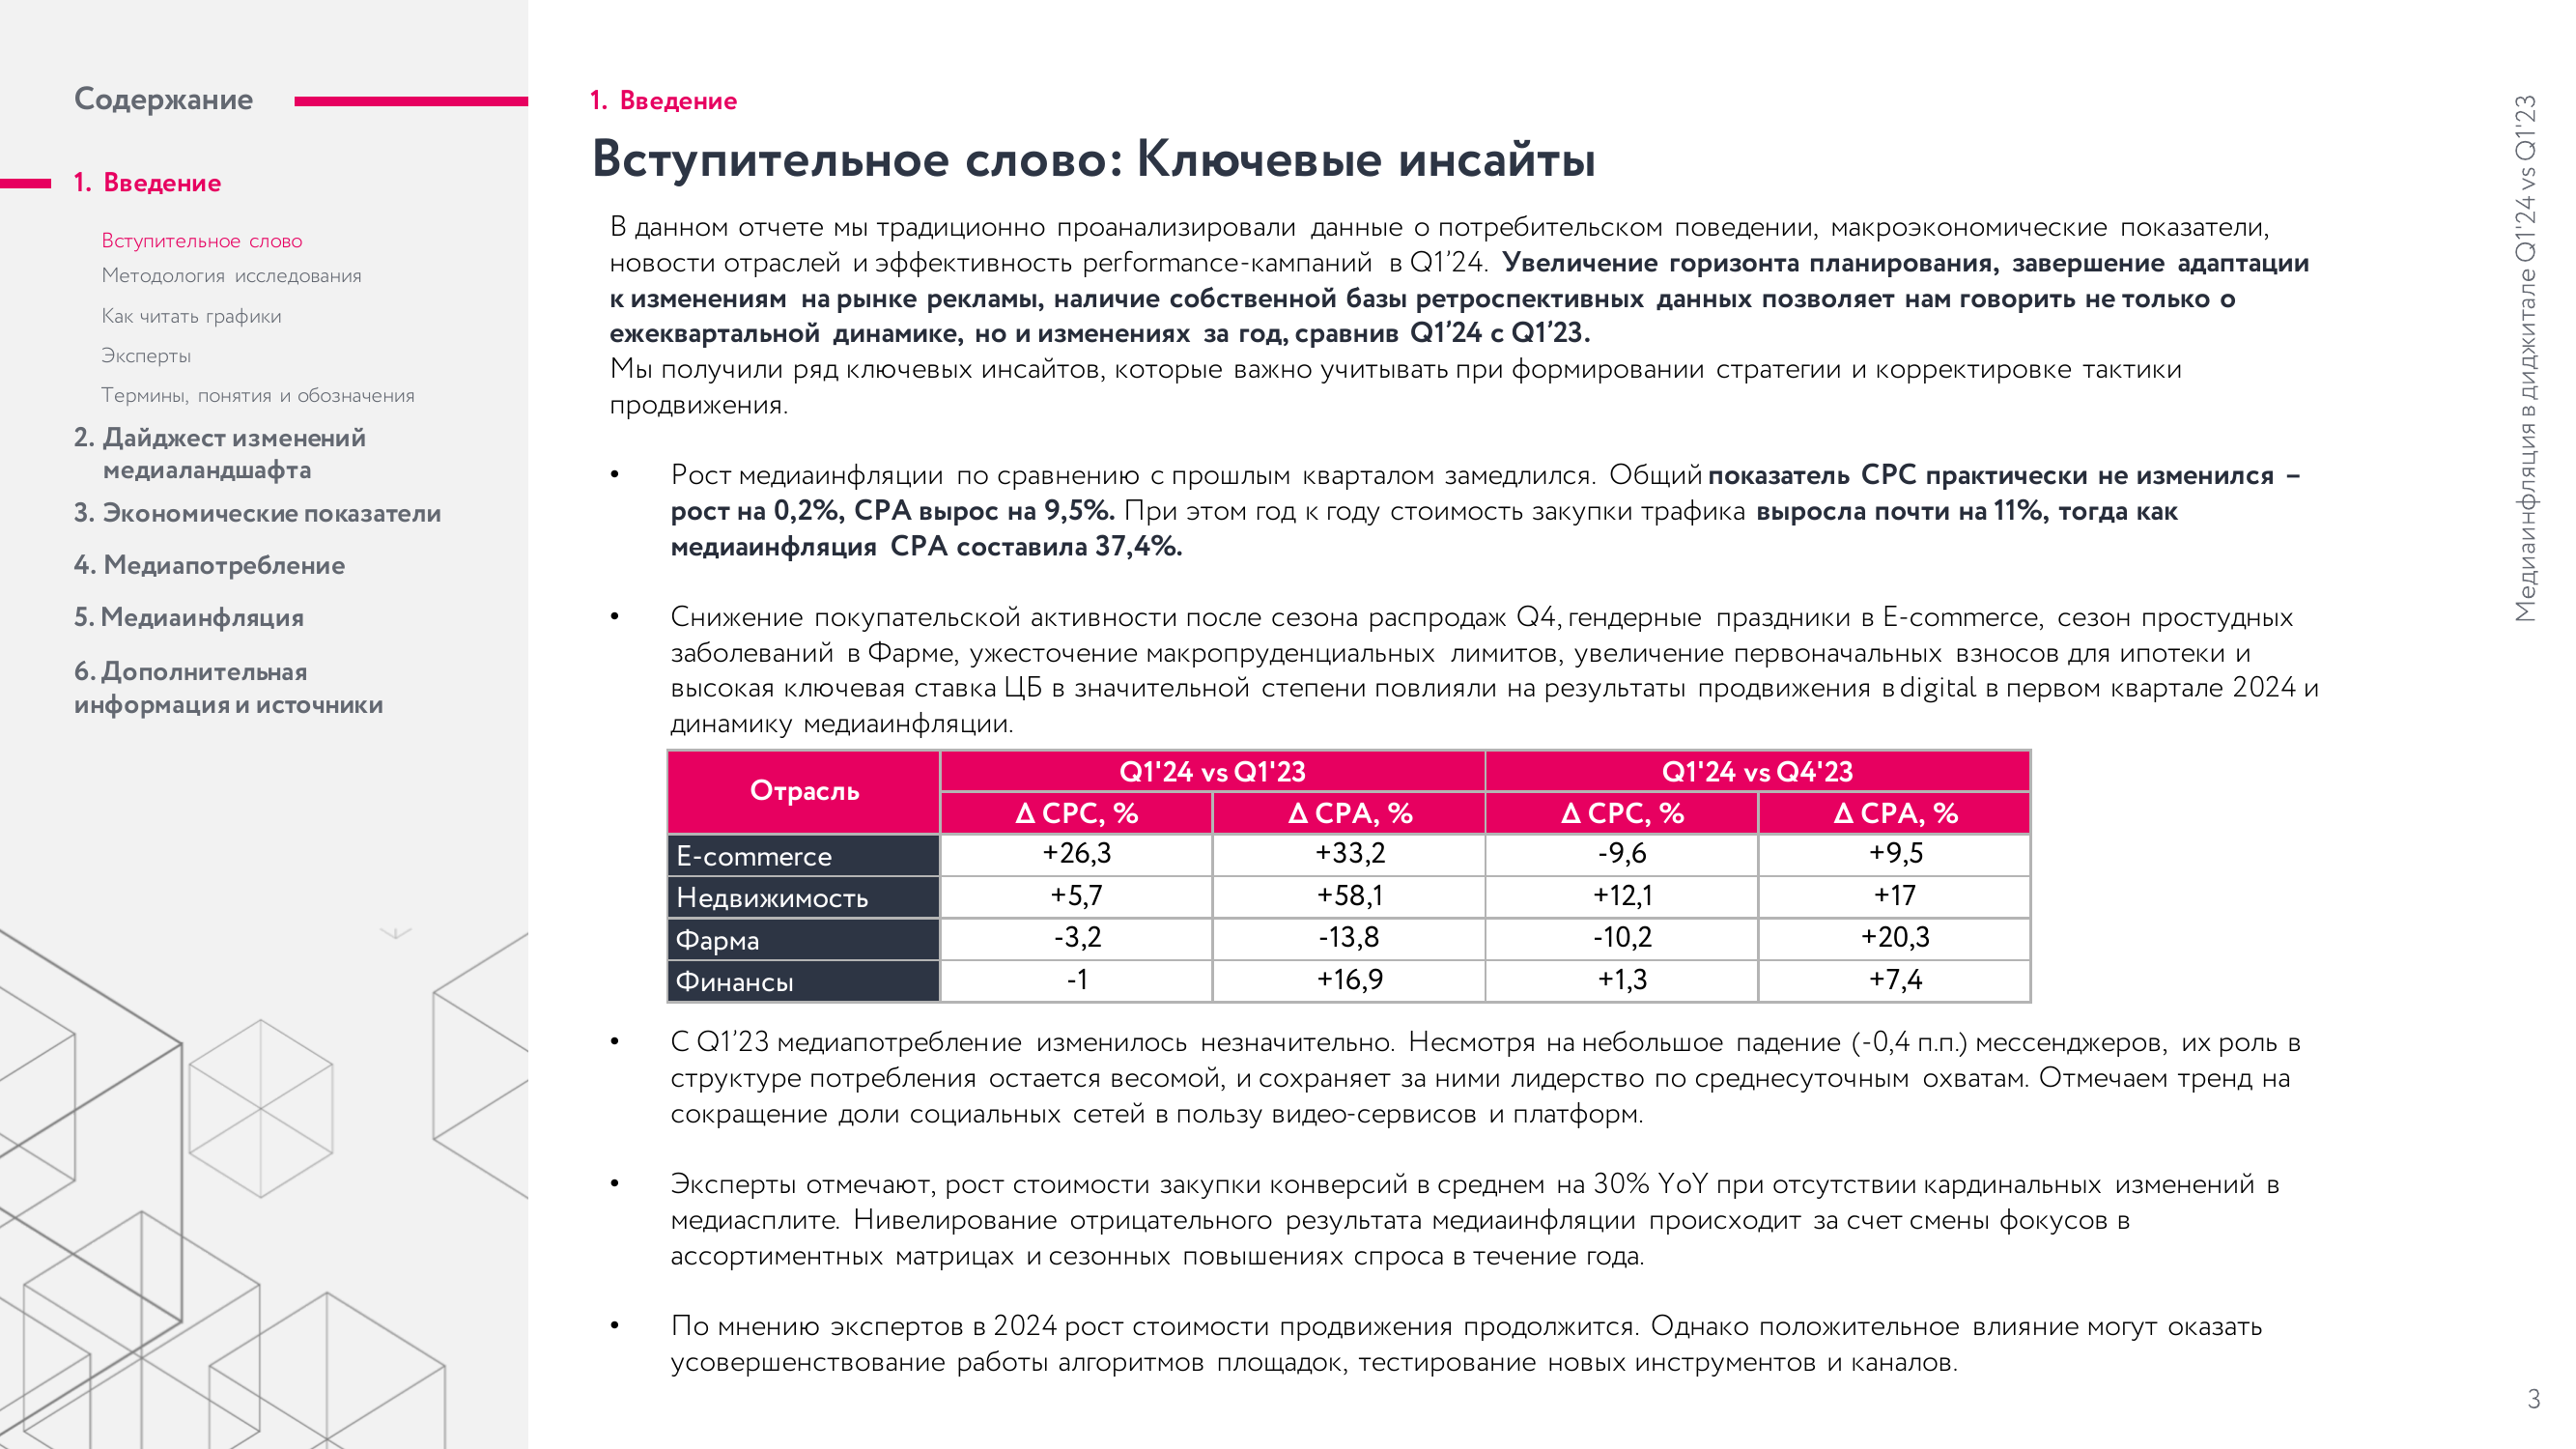 Содержание
1. Введение
Вступительное слово
Методология исследования
Как читать графики
Эксперты
Термины, понятия и обозначения
2. Дайджест изменений
медиаландшафта
3. Экономические показатели
4. Медиапотребление
5. Медиаинфляция
6. Дополнительная
информация и источники
1. Введение
Вступительное слово: Ключевые инсайты
В данном отчете мы традиционно проанализировали данные о потребительском поведении, макроэкономические показатели,
новости отраслей и эффективность performance-кампаний в Q1’24. Увеличение горизонта планирования, завершение адаптации
к изменениям на рынке рекламы, наличие собственной базы ретроспективных данных позволяет нам говорить не только о
ежеквартальной динамике, но и изменениях за год, сравнив Q1’24 с Q1’23.
Мы получили ряд ключевых инсайтов, которые важно учитывать при формировании стратегии и корректировке тактики
продвижения.
• Рост медиаинфляции по сравнению с прошлым кварталом замедлился. Общий показатель CPC практически не изменился –
рост на 0,2%, CPA вырос на 9,5%. При этом год к году стоимость закупки трафика выросла почти на 11%, тогда как
медиаинфляция CPA составила 37,4%.
• Снижение покупательской активности после сезона распродаж Q4, гендерные праздники в E-commerce, сезон простудных
заболеваний в Фарме, ужесточение макропруденциальных лимитов, увеличение первоначальных взносов для ипотеки и
высокая ключевая ставка ЦБ в значительной степени повлияли на результаты продвижения в digital в первом квартале 2024 и
динамику медиаинфляции.
Отрасль Q1'24 vs Q1'23 Q1'24 vs Q4'23
Δ CPC, % Δ CPA, % Δ CPC, % Δ CPA, %
E-commerce +26,3 +33,2 -9,6 +9,5
Недвижимость +5,7 +58,1 +12,1 +17
Фарма -3,2 -13,8 -10,2 +20,3
Финансы -1 +16,9 +1,3 +7,4
• С Q1’23 медиапотребление изменилось незначительно. Несмотря на небольшое падение (-0,4 п.п.) мессенджеров, их роль в
структуре потребления остается весомой, и сохраняет за ними лидерство по среднесуточным охватам. Отмечаем тренд на
сокращение доли социальных сетей в пользу видео-сервисов и платформ.
• Эксперты отмечают, рост стоимости закупки конверсий в среднем на 30% YoY при отсутствии кардинальных изменений в
медиасплите. Нивелирование отрицательного результата медиаинфляции происходит за счет смены фокусов в
ассортиментных матрицах и сезонных повышениях спроса в течение года.
• По мнению экспертов в 2024 рост стоимости продвижения продолжится. Однако положительное влияние могут оказать
усовершенствование работы алгоритмов площадок, тестирование новых инструментов и каналов.
Медиаинфляция в диджитале Q1'24 vs Q1'23
3